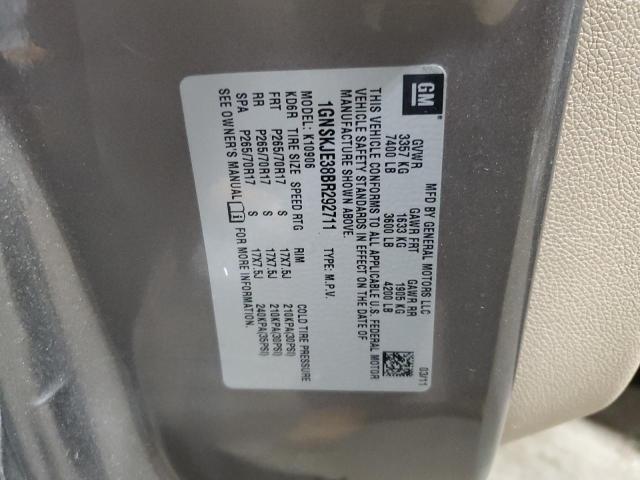 GM
MFD BY GENERAL MOTORS LLC
03/11
GVWR GAWR FRT GAWR RR
3357 KG 1633 KG 1905 KG
7400 LB 3600 LB 4200 LB
THIS VEHICLE CONFORMS TO ALL APPLICABLE U.S. FEDERAL MOTOR
VEHICLE SAFETY STANDARDS IN EFFECT ON THE DATE OF
MANUFACTURE SHOWN ABOVE.
1GNSKJE38BR292711 TYPE: M.P.V.
MODEL: K10906
KD6R TIRE SIZE SPEED RTG RIM COLD TIRE PRESSURE
FRT P265/70R17 S 17X7.5J 210KPA(30PSI)
RR P265/70R17 S 17X7.5J 210KPA(30PSI)
SPA P265/70R17 S 17X7.5J 240KPA(35PSI)
SEE OWNER'S MANUAL FOR MORE INFORMATION.